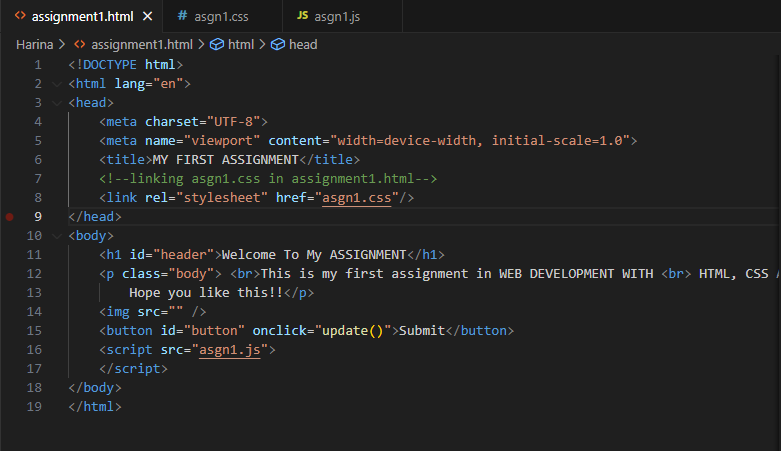 assignment1.html asgn1.css JS asgn1.js
Harina assignment1.html html head
1 <!DOCTYPE html>
2 <html lang="en">
3 <head>
4 <meta charset="UTF-8">
5 <meta name="viewport" content="width=device-width, initial-scale=1.0">
6 <title>MY FIRST ASSIGNMENT</title>
7 <!--linking asgn1.css in assignment1.html-->
8 <link rel="stylesheet" href="asgn1.css"/>
9 </head>
10 <body>
11 <h1 id="header">Welcome To My ASSIGNMENT</h1>
12 <p class="body"> <br>This is my first assignment in WEB DEVELOPMENT WITH <br> HTML, CSS
13 Hope you like this!!</p>
14 <img src="" />
15 <button id="button" onclick="update()">Submit</button>
16 <script src="asgn1.js">
17 </script>
18 </body>
19 </html>